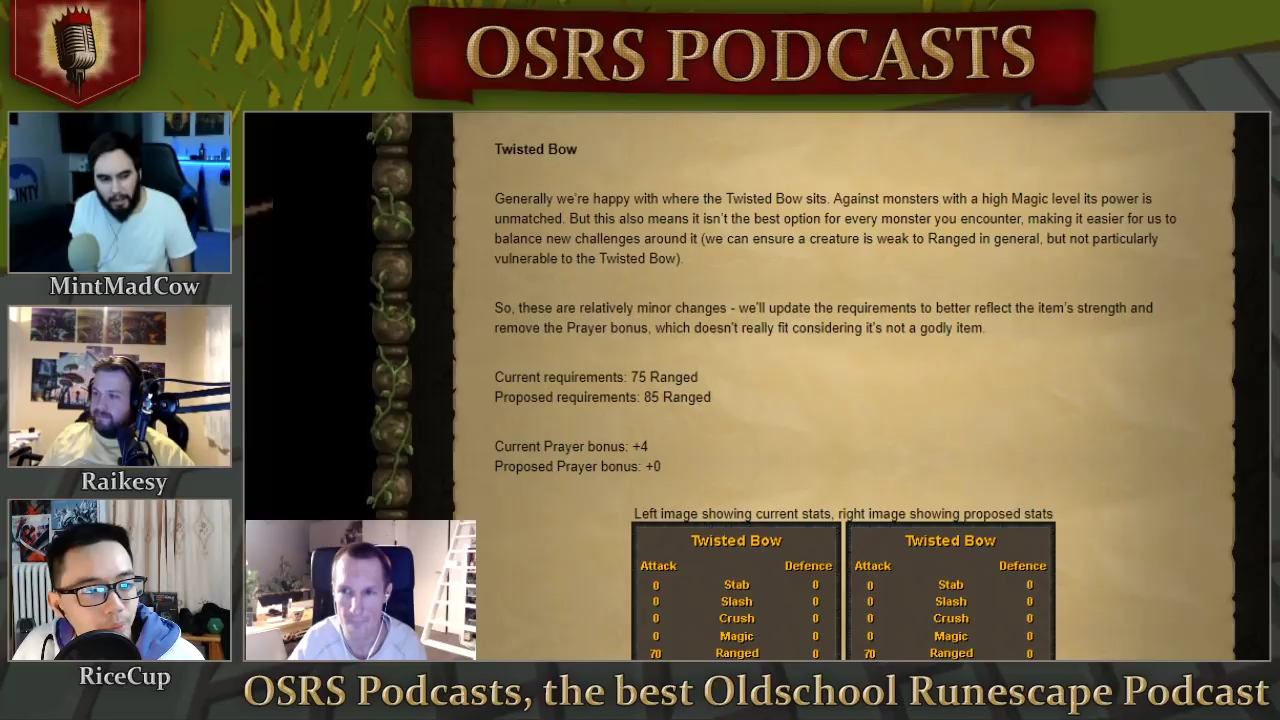 OSRS PODCASTS
MintMadCow
Raikesy
RiceCup
Twisted Bow
Generally we're happy with where the Twisted Bow sits. Against monsters with a high Magic level its power is
unmatched. But this also means it isn't the best option for every monster you encounter, making it easier for us to
balance new challenges around it (we can ensure a creature is weak to Ranged in general, but not particularly
vulnerable to the Twisted Bow).
So, these are relatively minor changes - we'll update the requirements to better reflect the item's strength and
remove the Prayer bonus, which doesn't really fit considering it's not a godly item.
Current requirements: 75 Ranged
Proposed requirements: 85 Ranged
Current Prayer bonus: +4
Proposed Prayer bonus: +0
Left image showing current stats, right image showing proposed stats
Twisted Bow
Attack Defence
0 Stab 0
0 Slash 0
0 Crush 0
0 Magic 0
70 Ranged 0
Twisted Bow
Attack Defence
0 Stab 0
0 Slash 0
0 Crush 0
0 Magic 0
70 Ranged 0
OSRS Podcasts, the best Oldschool Runescape Podcast